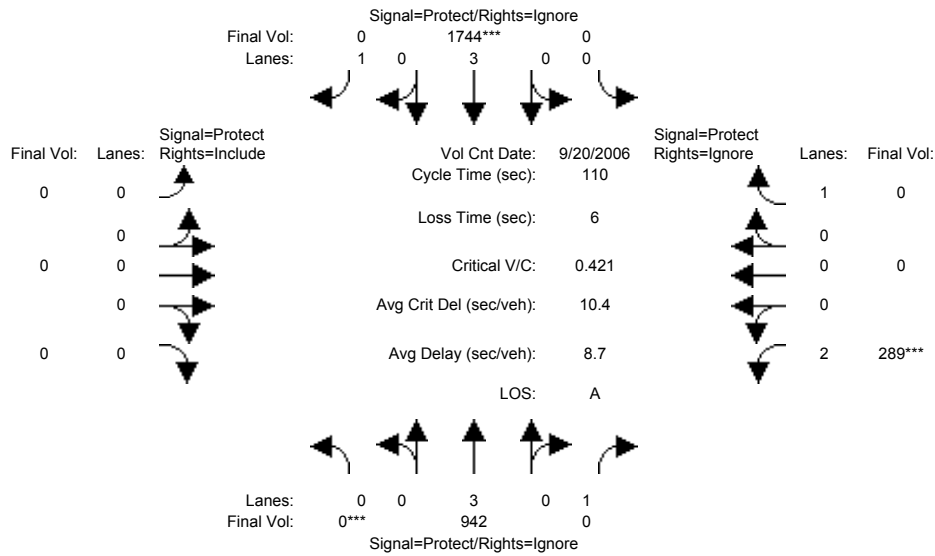 Signal=Protect/Rights=Ignore
Final Vol: 0 1744*** 0
Lanes: 1 0 3 0 0
Signal=Protect Signal=Protect
Final Vol: Lanes: Rights=Include Vol Cnt Date: 9/20/2006 Rights=Ignore Lanes: Final Vol:
Cycle Time (sec): 110
0 0 1 0
Loss Time (sec): 6
0 0
0 0 Critical V/C: 0.421 0 0
0 Avg Crit Del (sec/veh): 10.4 0
0 0 Avg Delay (sec/veh): 8.7 2 289***
LOS: A
Lanes: 0 0 3 0 1
Final Vol: 0*** 942 0
Signal=Protect/Rights=Ignore